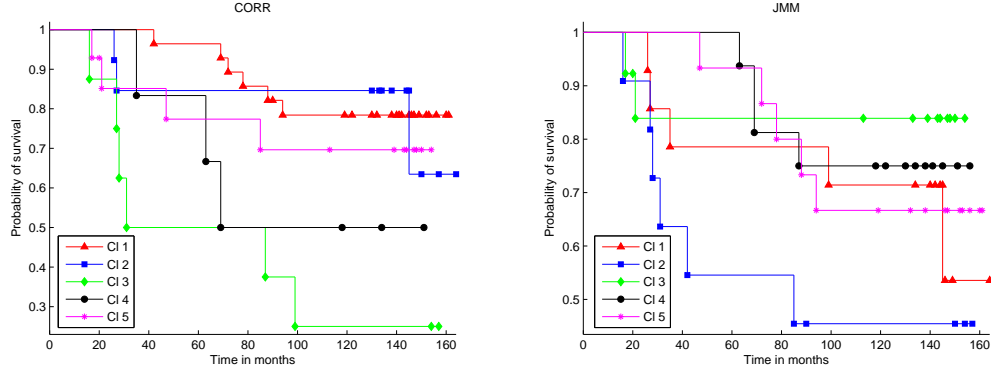 CORR
Probability of survival
1
0.9
0.8
0.7
0.6
0.5
0.4
0.3
Cl 1
Cl 2
Cl 3
Cl 4
Cl 5
0 20 40 60 80 100 120 140 160
Time in months
JMM
Probability of survival
1
0.9
0.8
0.7
0.6
0.5
Cl 1
Cl 2
Cl 3
Cl 4
Cl 5
0 20 40 60 80 100 120 140 160
Time in months